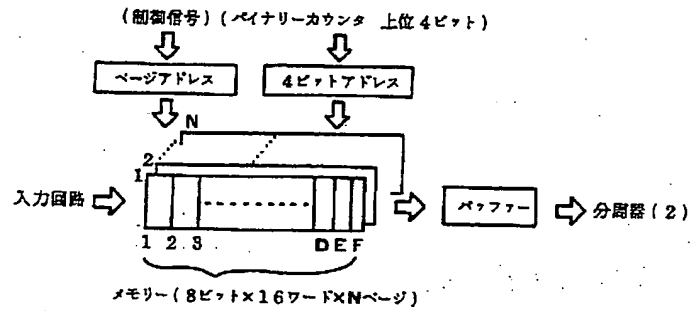 (制御信号)(バイナリーカウンタ 上位4ビット)
ページアドレス 4ビットアドレス
N
2
1
入力回路 バッファー 分周器(2)
1 2 3 D E F
メモリー(8ビット×16ワード×Nページ)